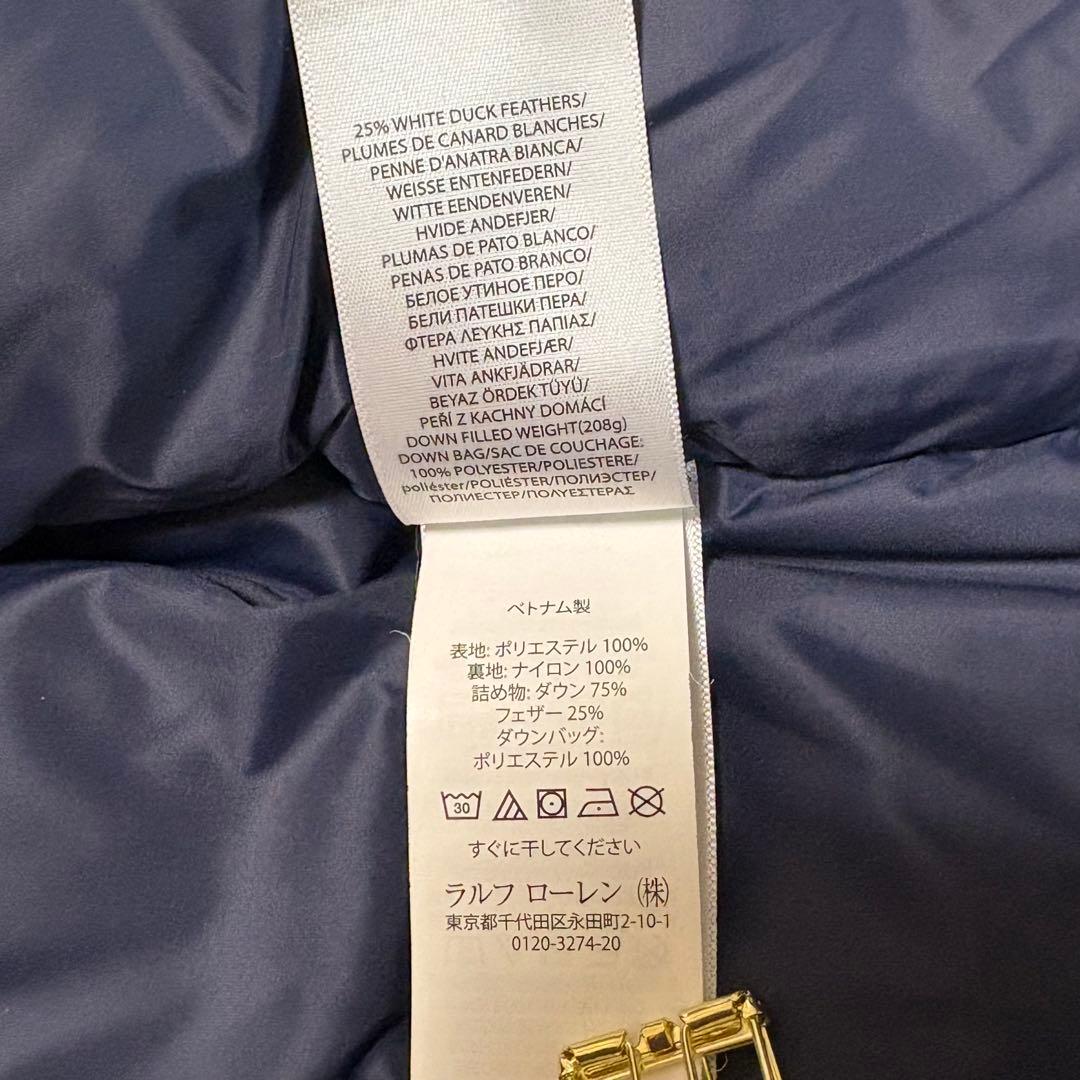 25% WHITE DUCK FEATHERS/
PLUMES DE CANARD BLANCHES/
PENNE D'ANATRA BIANCA/
WEISSE ENTENFEDERN/
WITTE EENDENVEREN/
HVIDE ANDEFJER/
PLUMAS DE PATO BLANCO/
PENAS DE PATO BRANCO/
БЕЛОЕ УТИНОЕ ПЕРО/
БЕЛИ ПАТЕШКИ ПЕРА/
ΦΤΕΡΑ ΛΕΥΚΗΣ ΠΑΠΙΑΣ/
HVITE ANDEFJÆR/
VITA ANKFJÄDRAR/
BEYAZ ÖRDEK TÜYÜ/
PEŘÍ Z KACHNY DOMÁCÍ
DOWN FILLED WEIGHT(208g)
DOWN BAG/SAC DE COUCHAGE:
100% POLYESTER/POLIESTERE/
poliéster/POLIÉSTER/ПОЛИЭСТЕР/
ПОЛИЕСТЕР/ΠΟΛΥΕΣΤΕΡΑΣ
ベトナム製
表地: ポリエステル 100%
裏地: ナイロン 100%
詰め物: ダウン 75%
フェザー 25%
ダウンバッグ:
ポリエステル 100%
30
すぐに干してください
ラルフ ローレン ㈱
東京都千代田区永田町2-10-1
0120-3274-20